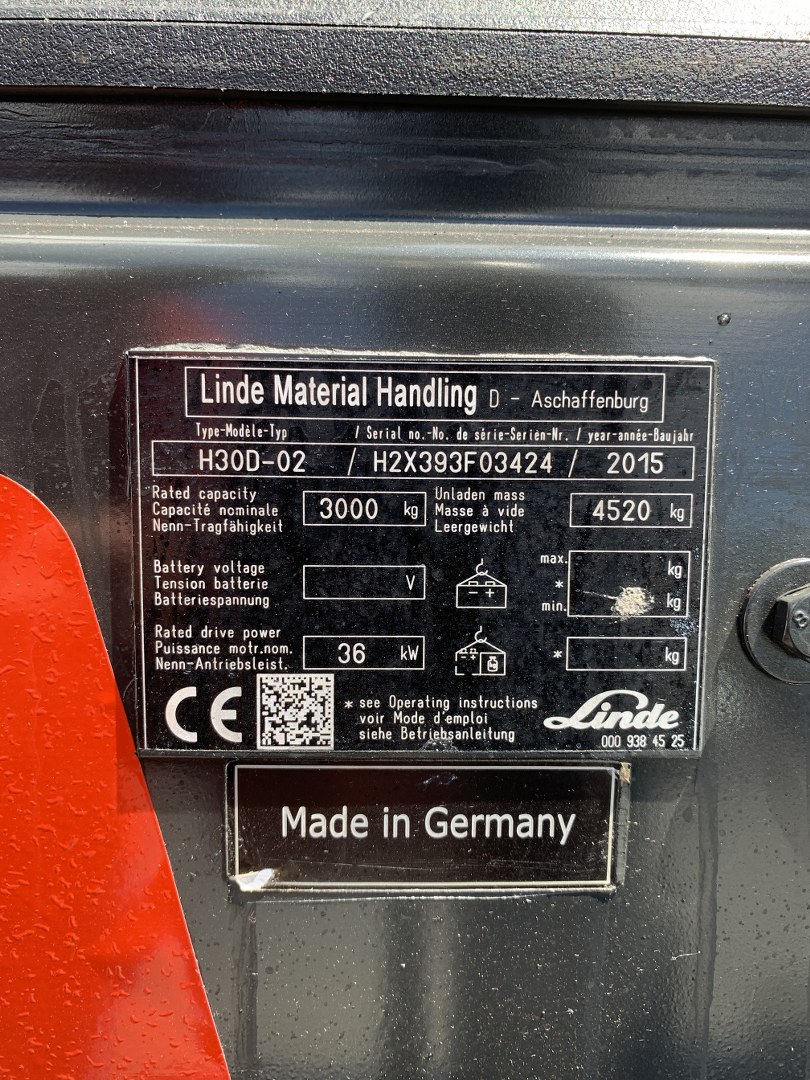 Linde Material Handling D - Aschaffenburg
Type-Modèle-Typ / Serial no.-No. de série-Serien-Nr. / year-année-Baujahr
H30D-02 / H2X393F03424 / 2015
Rated capacity
Capacité nominale
Nenn-Tragfähigkeit
3000 kg
Unladen mass
Masse à vide
Leergewicht
4520 kg
Battery voltage
Tension batterie
Batteriespannung
V
- +
max. kg
*
min. kg
Rated drive power
Puissance motr.nom.
Nenn-Antriebsleist.
36 kW
- +
* kg
CE
* see Operating instructions
voir Mode d'emploi
siehe Betriebsanleitung
Linde
000 938 45 25
Made in Germany